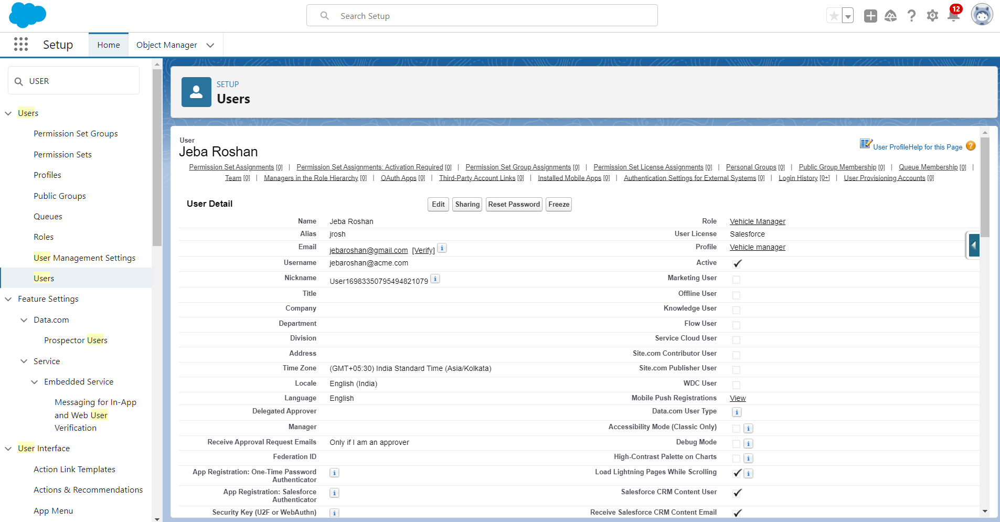 Search Setup
12
Setup
Home
Object Manager
USER
Users
Permission Set Groups
Permission Sets
Profiles
Public Groups
Queues
Roles
User Management Settings
Users
Feature Settings
Data.com
Prospector Users
Service
Embedded Service
Messaging for In-App
and Web User
Verification
User Interface
Action Link Templates
Actions & Recommendations
App Menu
SETUP
Users
User
Jeba Roshan
User Profile Help for this Page ?
Permission Set Assignments [0] | Permission Set Assignments: Activation Required [0] | Permission Set Group Assignments [0] | Permission Set License Assignments [0] | Personal Groups [0] | Public Group Membership [0] | Queue Membership [0] |
Team [0] | Managers in the Role Hierarchy [0] | OAuth Apps [0] | Third-Party Account Links [0] | Installed Mobile Apps [0] | Authentication Settings for External Systems [0] | Login History [0+] | User Provisioning Accounts [0]
User Detail Edit Sharing Reset Password Freeze
Name Jeba Roshan Role Vehicle Manager
Alias jrosh User License Salesforce
Email jebaroshan@gmail.com [Verify] i Profile Vehicle manager
Username jebaroshan@acme.com Active
Nickname User16983350795494821079 i Marketing User
Title Offline User
Company Knowledge User
Department Flow User
Division Service Cloud User
Address Site.com Contributor User
Time Zone (GMT+05:30) India Standard Time (Asia/Kolkata) Site.com Publisher User
Locale English (India) WDC User
Language English Mobile Push Registrations View
Delegated Approver Data.com User Type i
Manager Accessibility Mode (Classic Only) i
Receive Approval Request Emails Only if I am an approver Debug Mode i
Federation ID High-Contrast Palette on Charts i
App Registration: One-Time Password i Load Lightning Pages While Scrolling i
Authenticator
App Registration: Salesforce i Salesforce CRM Content User
Authenticator
Security Key (U2F or WebAuthn) i Receive Salesforce CRM Content Email